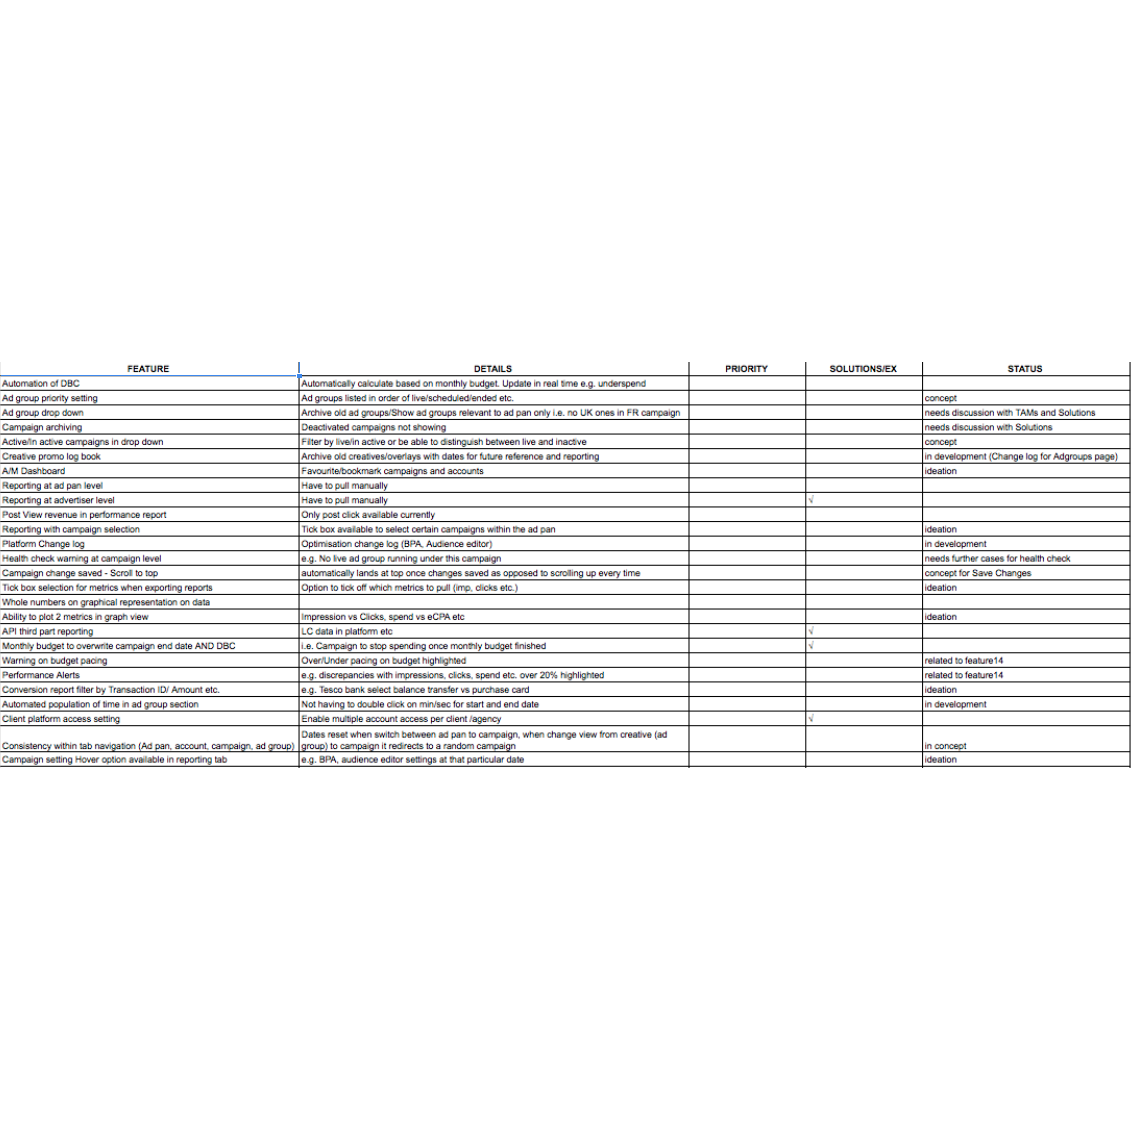 FEATURE DETAILS PRIORITY SOLUTIONS/EX STATUS
Automation of DBC Automatically calculate based on monthly budget. Update in real time e.g. underspend
Ad group priority setting Ad groups listed in order of live/scheduled/ended etc. concept
Ad group drop down Archive old ad groups/Show ad groups relevant to ad pan only i.e. no UK ones in FR campaign needs discussion with TAMs and Solutions
Campaign archiving Deactivated campaigns not showing needs discussion with Solutions
Active/In active campaigns in drop down Filter by live/in active or be able to distinguish between live and inactive concept
Creative promo log book Archive old creatives/overlays with dates for future reference and reporting in development (Change log for Adgroups page)
A/M Dashboard Favourite/bookmark campaigns and accounts ideation
Reporting at ad pan level Have to pull manually
Reporting at advertiser level Have to pull manually √
Post View revenue in performance report Only post click available currently
Reporting with campaign selection Tick box available to select certain campaigns within the ad pan ideation
Platform Change log Optimisation change log (BPA, Audience editor) in development
Health check warning at campaign level e.g. No live ad group running under this campaign needs further cases for health check
Campaign change saved - Scroll to top automatically lands at top once changes saved as opposed to scrolling up every time concept for Save Changes
Tick box selection for metrics when exporting reports Option to tick off which metrics to pull (imp, clicks etc.) ideation
Whole numbers on graphical representation on data
Ability to plot 2 metrics in graph view Impression vs Clicks, spend vs eCPA etc ideation
API third part reporting LC data in platform etc √
Monthly budget to overwrite campaign end date AND DBC i.e. Campaign to stop spending once monthly budget finished √
Warning on budget pacing Over/Under pacing on budget highlighted related to feature14
Performance Alerts e.g. discrepancies with impressions, clicks, spend etc. over 20% highlighted related to feature14
Conversion report filter by Transaction ID/ Amount etc. e.g. Tesco bank select balance transfer vs purchase card ideation
Automated population of time in ad group section Not having to double click on min/sec for start and end date in development
Client platform access setting Enable multiple account access per client /agency √
Dates reset when switch between ad pan to campaign, when change view from creative (ad
Consistency within tab navigation (Ad pan, account, campaign, ad group) group) to campaign it redirects to a random campaign in concept
Campaign setting Hover option available in reporting tab e.g. BPA, audience editor settings at that particular date ideation